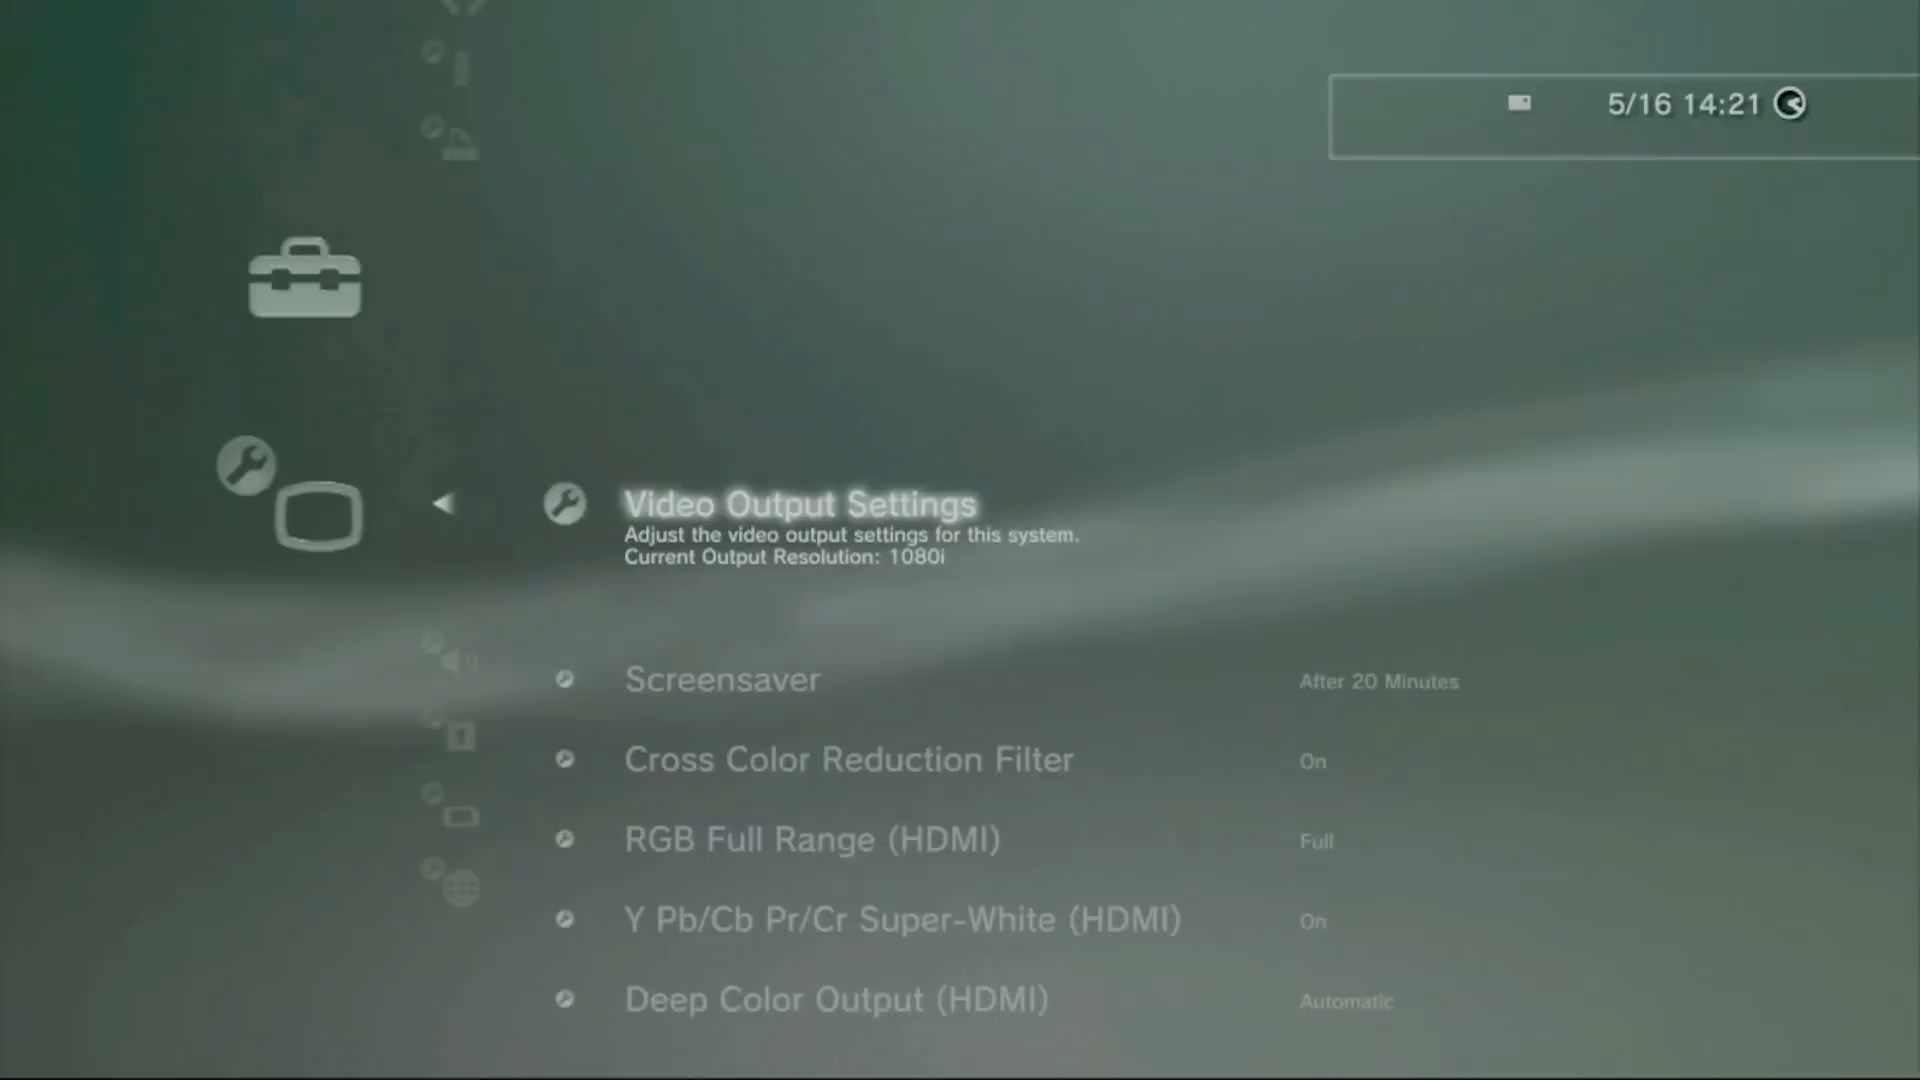 5/16 14:21
Video Output Settings
Adjust the video output settings for this system.
Current Output Resolution: 1080i
Screensaver After 20 Minutes
Cross Color Reduction Filter On
RGB Full Range (HDMI) Full
Y Pb/Cb Pr/Cr Super-White (HDMI) On
Deep Color Output (HDMI) Automatic